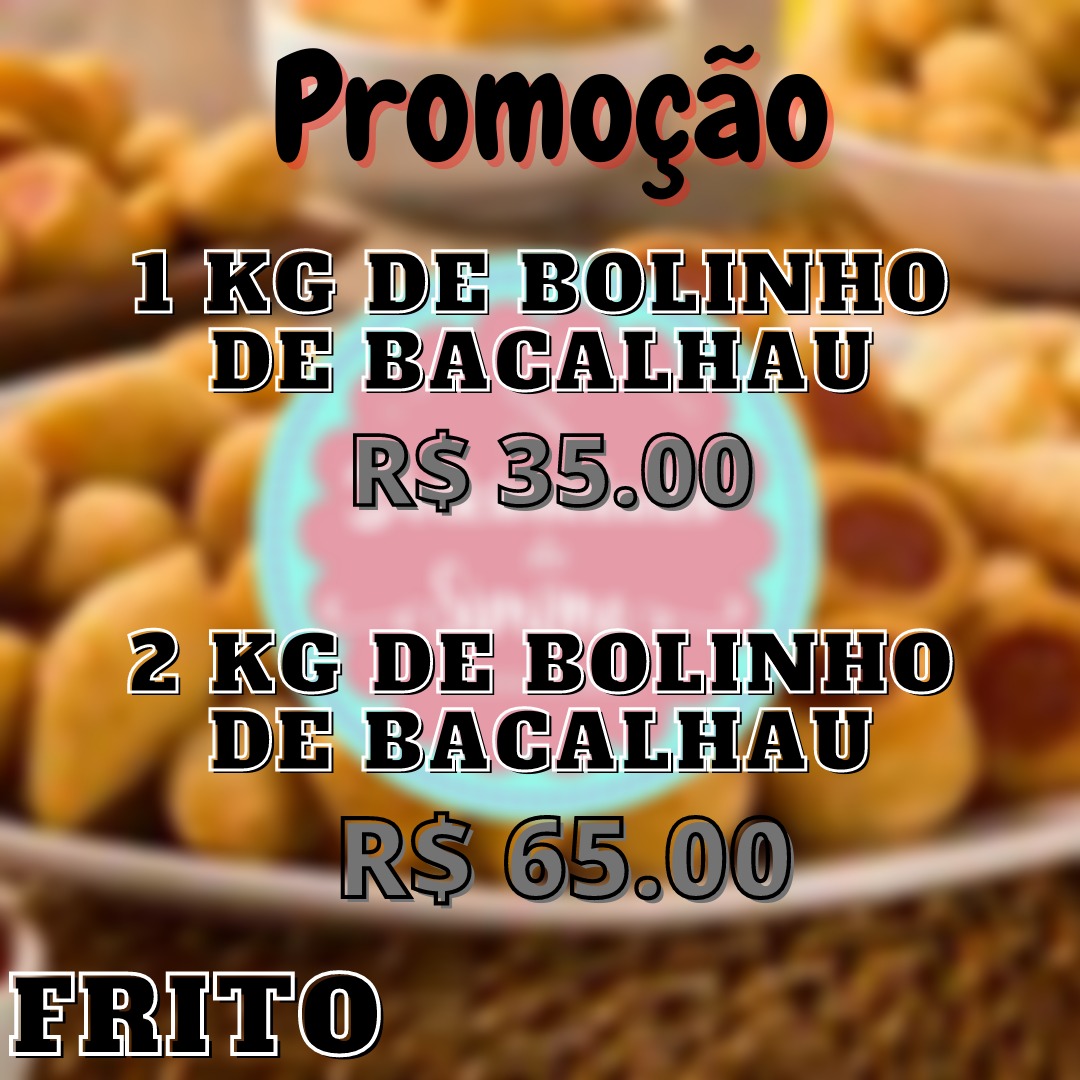 Promoção
1 KG DE BOLINHO
DE BACALHAU
R$ 35.00
2 KG DE BOLINHO
DE BACALHAU
R$ 65.00
FRITO